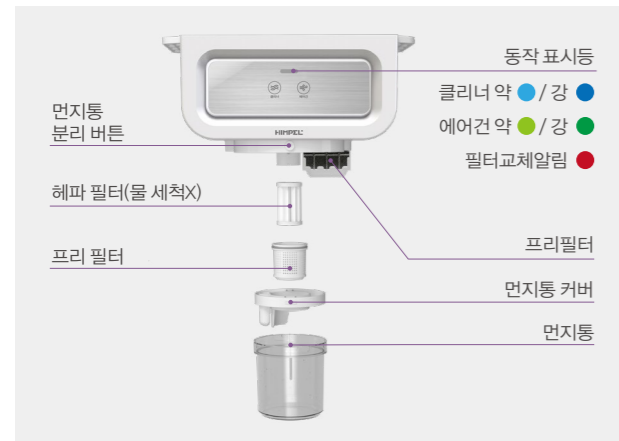 동작 표시등
클리너 약 / 강
에어건 약 / 강
필터교체알림
먼지통
분리 버튼
HIMPEL
헤파 필터(물 세척X)
프리 필터
프리필터
먼지통 커버
먼지통